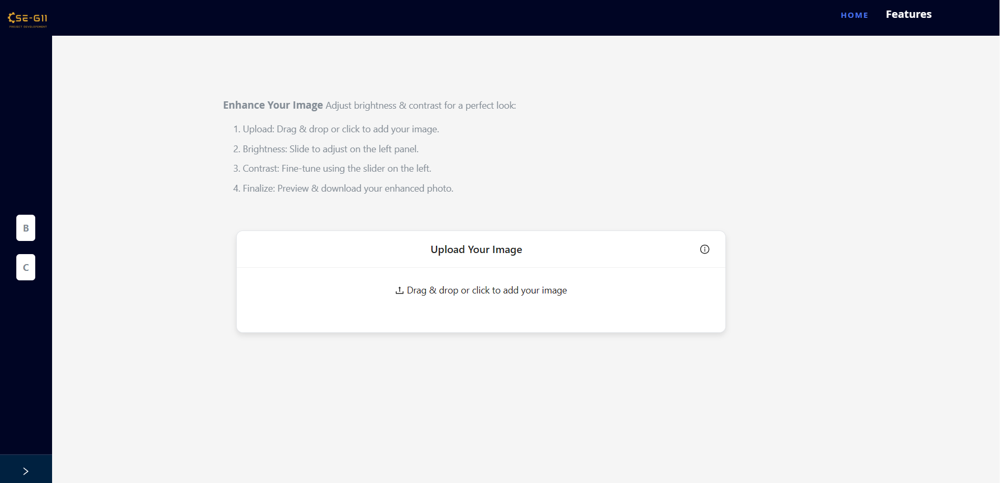 CSE-G11
PROJECT DEVELOPEMENT
HOME
Features
Enhance Your Image Adjust brightness & contrast for a perfect look:
1. Upload: Drag & drop or click to add your image.
2. Brightness: Slide to adjust on the left panel.
3. Contrast: Fine-tune using the slider on the left.
4. Finalize: Preview & download your enhanced photo.
B
C
Upload Your Image
Drag & drop or click to add your image